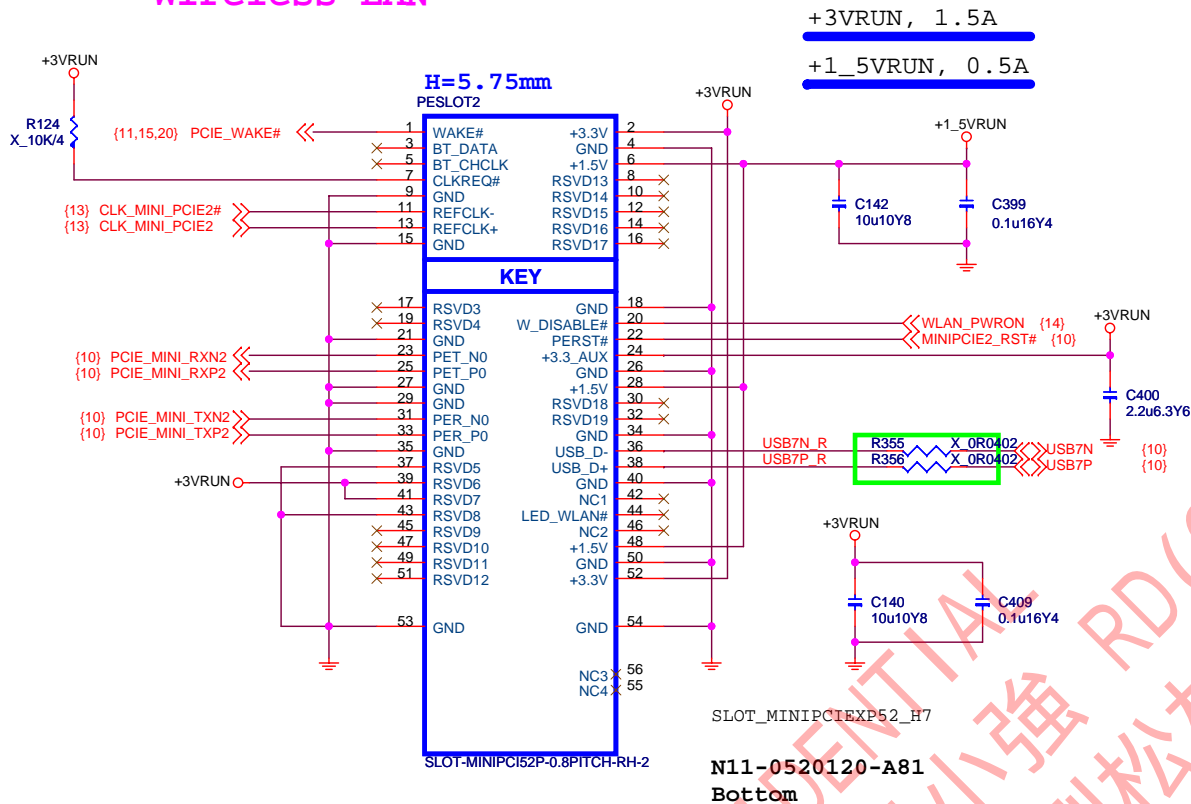 Wireless LAN
+3VRUN, 1.5A
+1_5VRUN, 0.5A
+3VRUN
H=5.75mm
PESLOT2
+3VRUN
+1_5VRUN
R124
X_10K/4
{11,15,20} PCIE_WAKE#
1 WAKE# +3.3V 2
3 BT_DATA GND 4
5 BT_CHCLK +1.5V 6
7 CLKREQ# RSVD13 8
9 GND RSVD14 10
{13} CLK_MINI_PCIE2# 11 REFCLK- RSVD15 12
{13} CLK_MINI_PCIE2 13 REFCLK+ RSVD16 14
15 GND RSVD17 16
C142
10u10Y8
C399
0.1u16Y4
KEY
17 RSVD3 GND 18
19 RSVD4 W_DISABLE# 20 WLAN_PWRON {14}
21 GND PERST# 22 MINIPCIE2_RST# {10}
{10} PCIE_MINI_RXN2 23 PET_N0 +3.3_AUX 24
{10} PCIE_MINI_RXP2 25 PET_P0 GND 26
27 GND +1.5V 28
29 GND RSVD18 30
{10} PCIE_MINI_TXN2 31 PER_N0 RSVD19 32
{10} PCIE_MINI_TXP2 33 PER_P0 GND 34
35 GND USB_D- 36 USB7N_R R355 X_0R0402 USB7N {10}
37 RSVD5 USB_D+ 38 USB7P_R R356 X_0R0402 USB7P {10}
+3VRUN 39 RSVD6 GND 40
41 RSVD7 NC1 42
43 RSVD8 LED_WLAN# 44
45 RSVD9 NC2 46
47 RSVD10 +1.5V 48
49 RSVD11 GND 50
51 RSVD12 +3.3V 52
53 GND GND 54
NC3 56
NC4 55
+3VRUN
C400
2.2u6.3Y6
+3VRUN
C140
10u10Y8
C409
0.1u16Y4
SLOT-MINIPCI52P-0.8PITCH-RH-2
SLOT_MINIPCIEXP52_H7
N11-0520120-A81
Bottom
DENTIAL RD(
小強